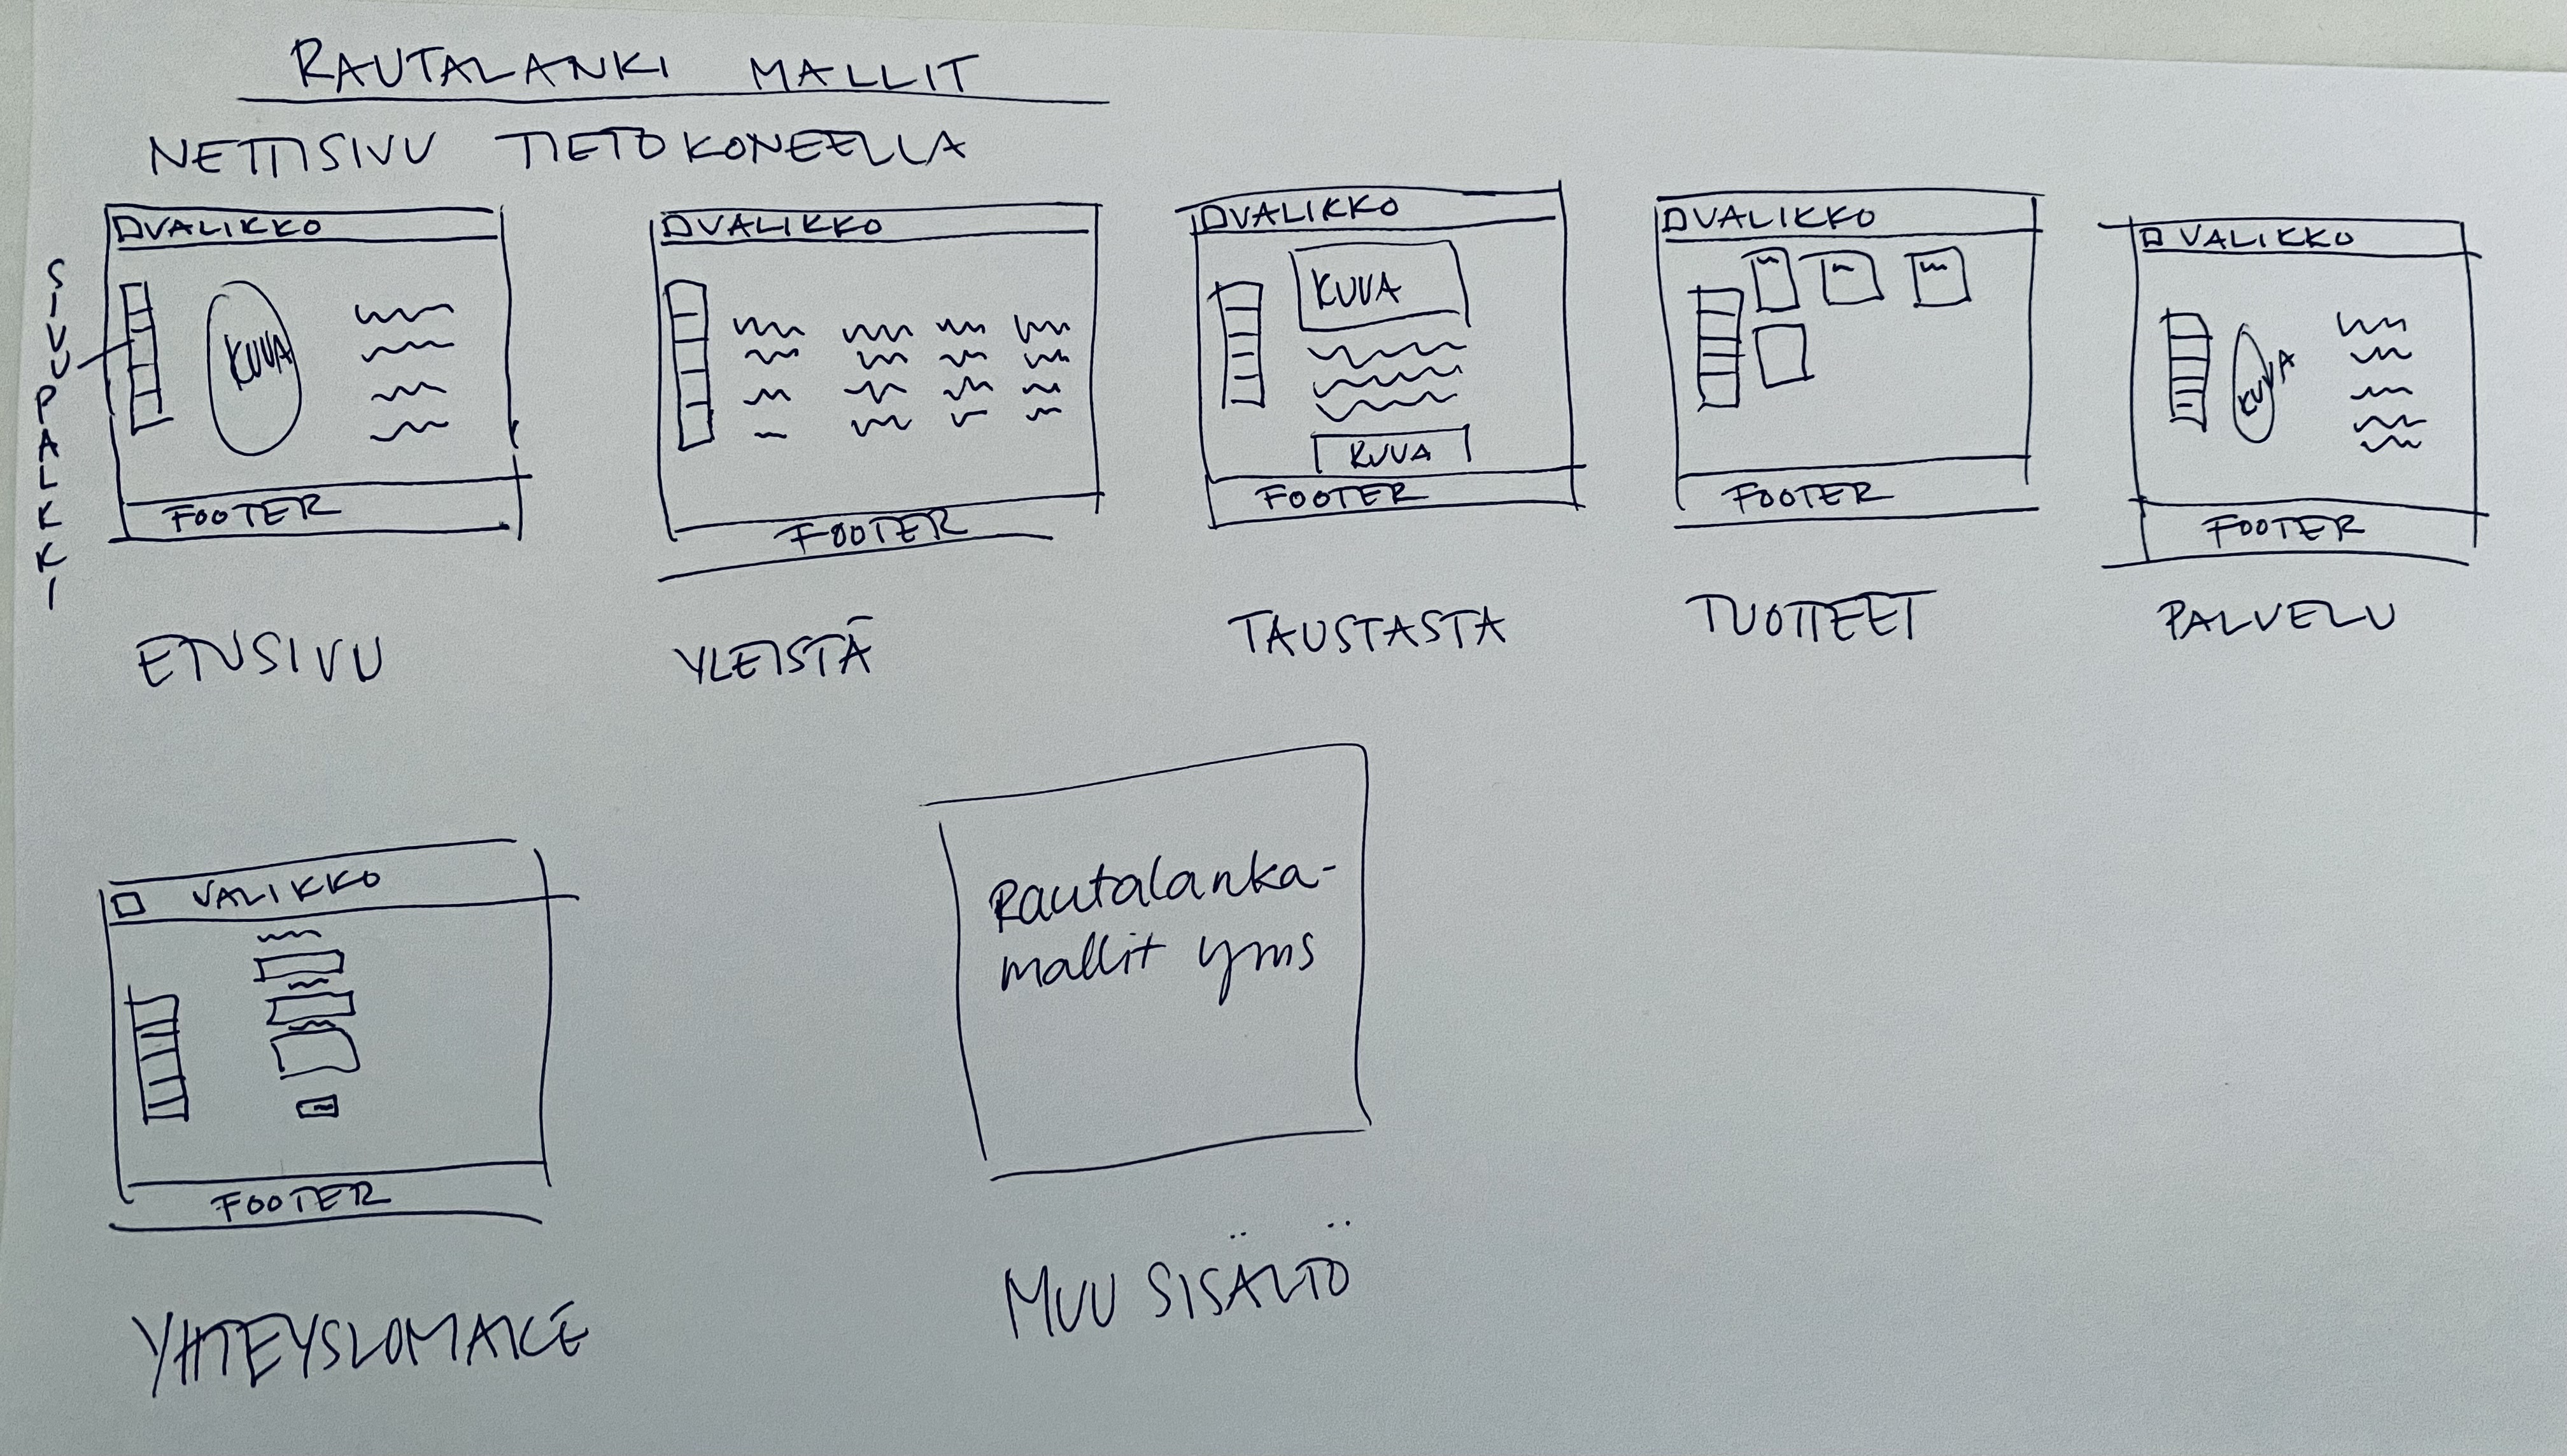 RAUTALANKI MALLIT
NETTISIVU TIETOKONEELLA
SIVUPALKKI
VALIKKO
KUVA
FOOTER
ETUSIVU
VALIKKO
FOOTER
YLEISTÄ
VALIKKO
KUVA
KUVA
FOOTER
TAUSTASTA
VALIKKO
FOOTER
TUOTTEET
VALIKKO
KUVA
FOOTER
PALVELU
VALIKKO
FOOTER
YHTEYSLOMAKE
Rautalanka-
mallit yms
MUU SISÄLTÖ